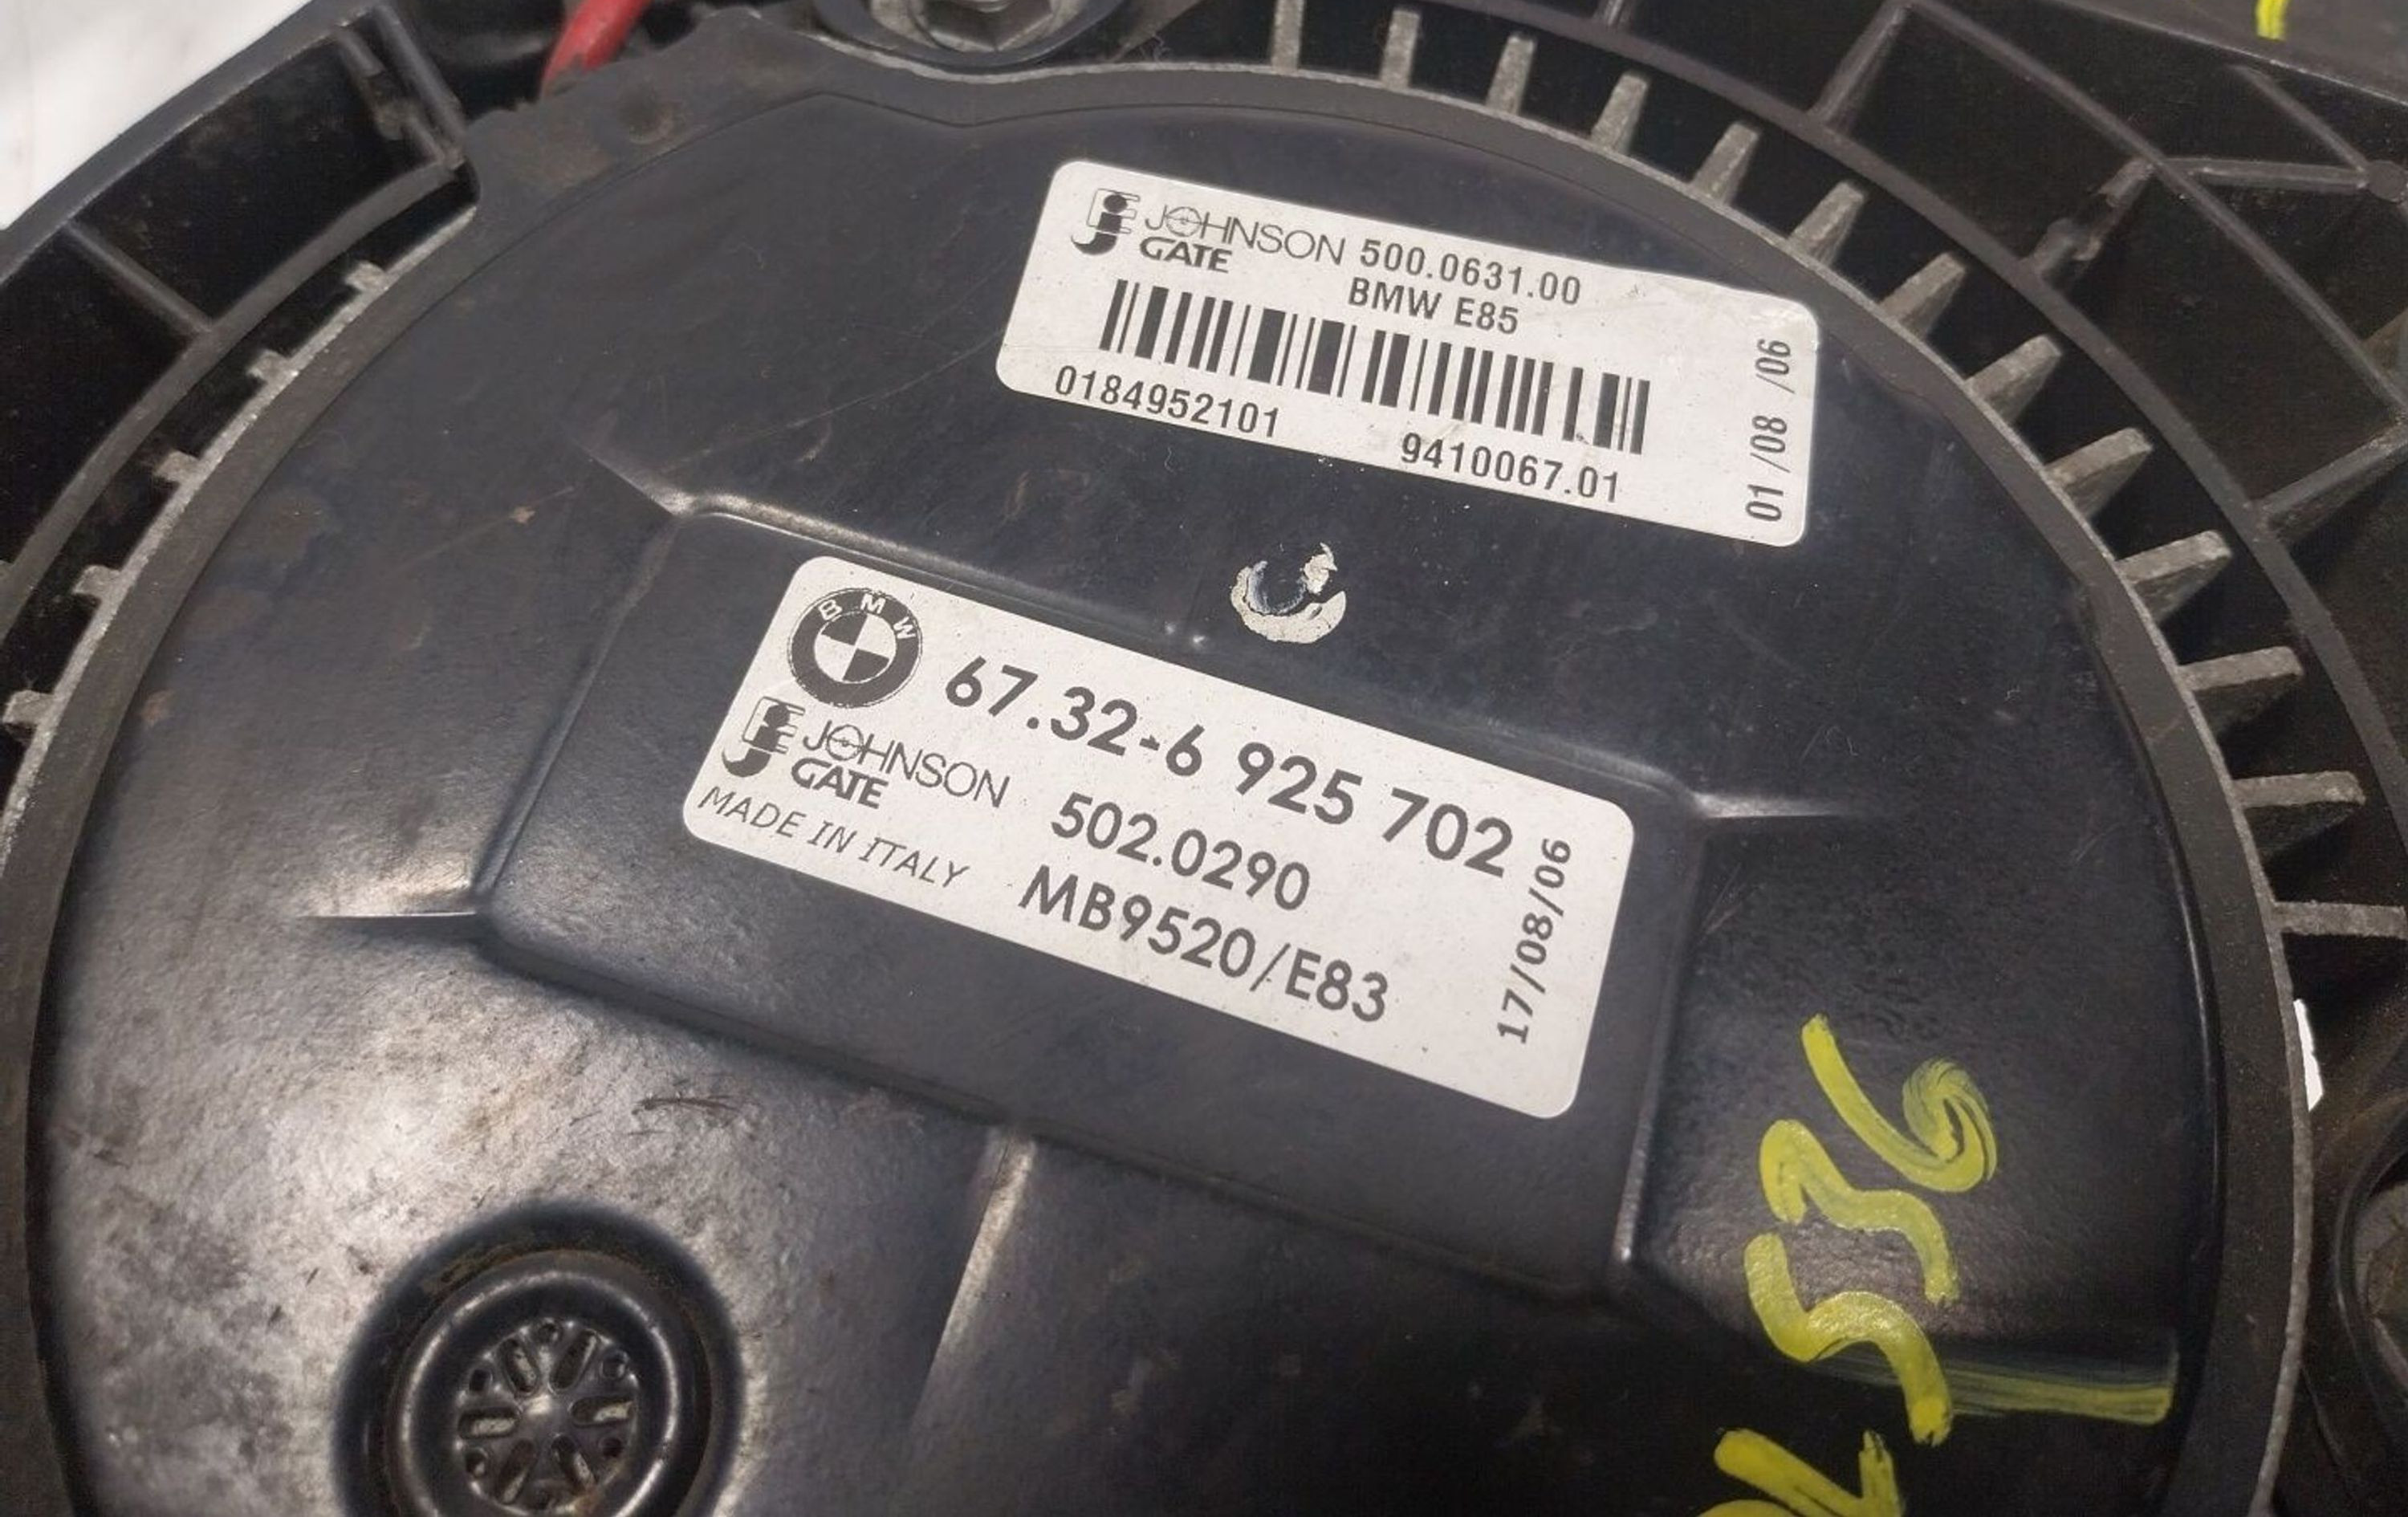 JOHNSON 500.0631.00
GATE BMW E85
0184952101 9410067.01
01/08 /06
BMW
67.32-6 925 702
JOHNSON
GATE 502.0290
MADE IN ITALY MB9520/E83
17/08/06
536